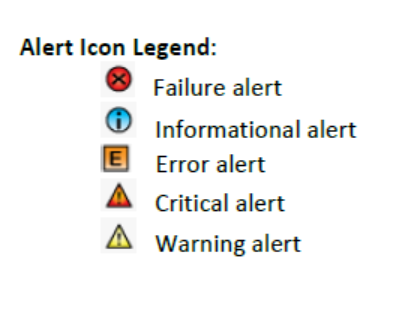 Alert Icon Legend:
Failure alert
i Informational alert
E Error alert
Critical alert
Warning alert